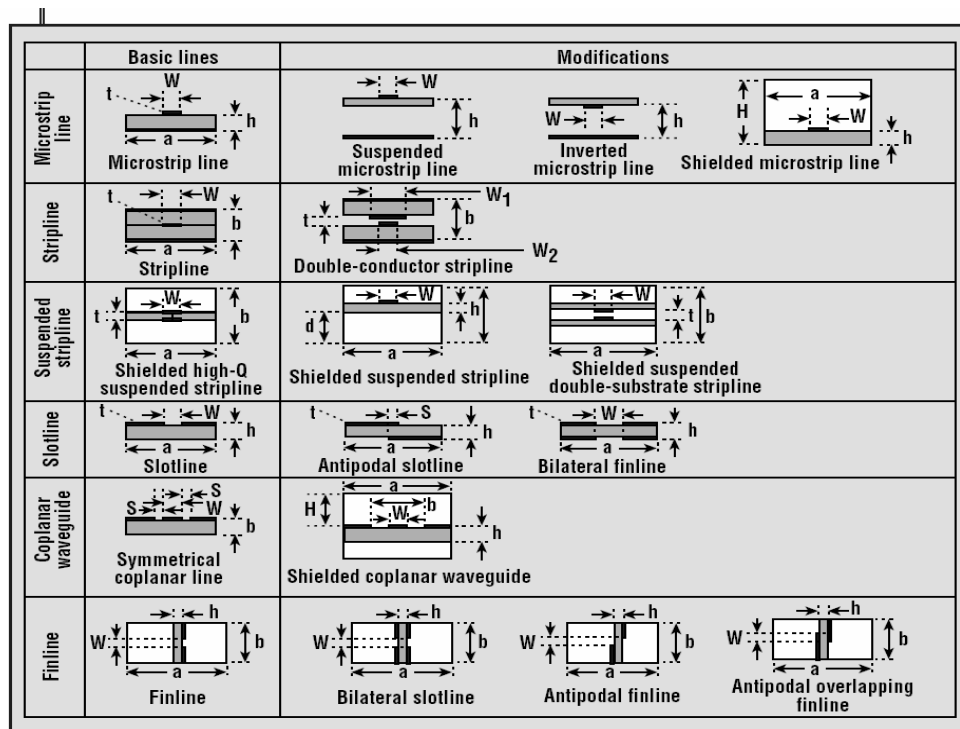 Basic lines
Modifications
Microstrip
line
W
t
h
a
Microstrip line
W
h
Suspended
microstrip line
W
h
Inverted
microstrip line
H
a
W
h
Shielded microstrip line
Stripline
t
W
b
a
Stripline
W1
t
b
W2
Double-conductor stripline
Suspended
stripline
W
t
b
a
Shielded high-Q
suspended stripline
W
h
d
a
Shielded suspended stripline
t
b
a
Shielded suspended
double-substrate stripline
Slotline
t
W
h
a
Slotline
t
S
h
a
Antipodal slotline
t
W
h
a
Bilateral finline
Coplanar
waveguide
S
S
W
b
Symmetrical
coplanar line
a
H
b
W
h
Shielded coplanar waveguide
Finline
h
W
b
a
Finline
h
W
b
a
Bilateral slotline
h
W
b
a
Antipodal finline
h
W
b
a
Antipodal overlapping
finline